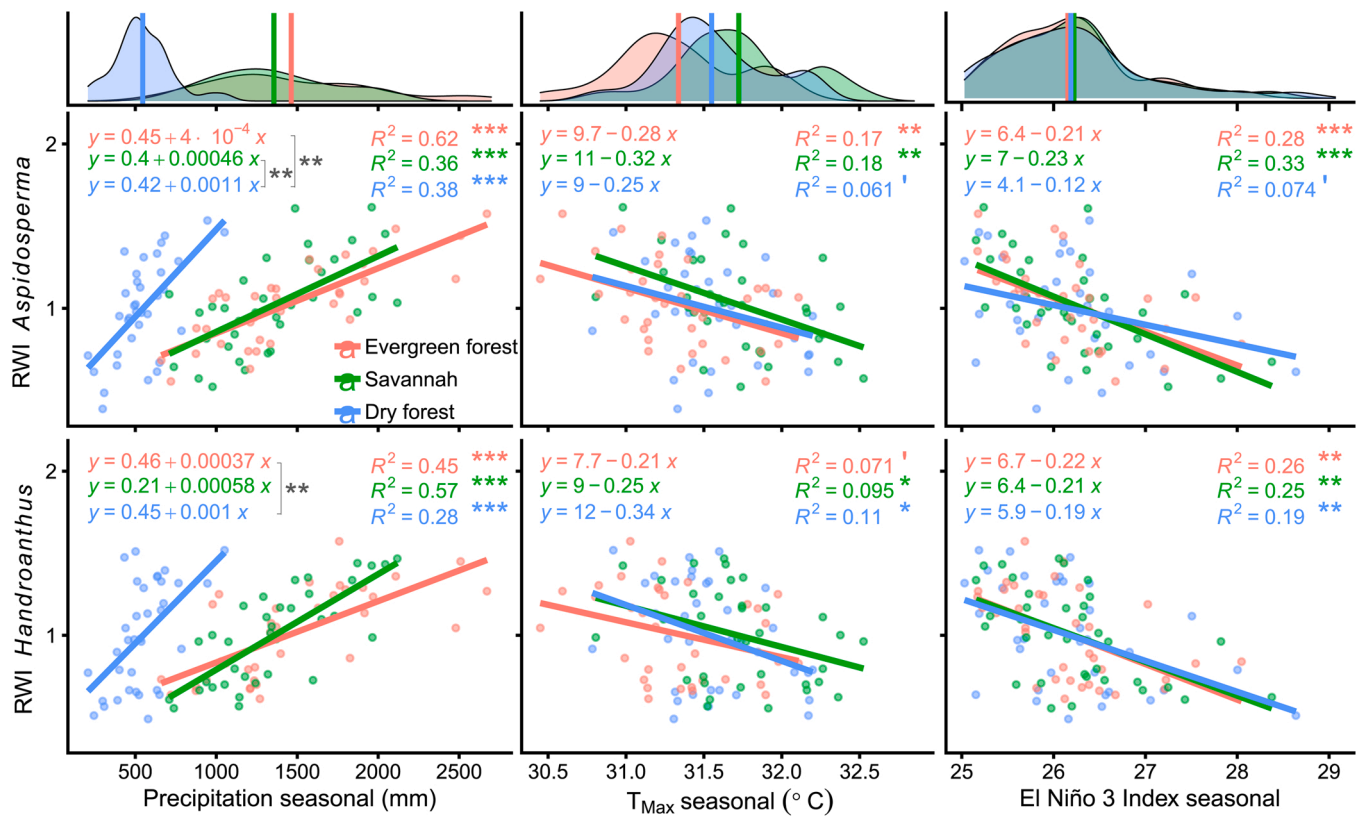 2
1
RWI Aspidosperma
y = 0.45 + 4 · 10⁻⁴ x
y = 0.4 + 0.00046 x
y = 0.42 + 0.0011 x
**
**
R² = 0.62 ***
R² = 0.36 ***
R² = 0.38 ***
Evergreen forest
Savannah
Dry forest
y = 9.7 − 0.28 x
y = 11 − 0.32 x
y = 9 − 0.25 x
R² = 0.17 **
R² = 0.18 **
R² = 0.061 '
y = 6.4 − 0.21 x
y = 7 − 0.23 x
y = 4.1 − 0.12 x
R² = 0.28 ***
R² = 0.33 ***
R² = 0.074 '
2
1
RWI Handroanthus
y = 0.46 + 0.00037 x
y = 0.21 + 0.00058 x
y = 0.45 + 0.001 x
**
R² = 0.45 ***
R² = 0.57 ***
R² = 0.28 ***
y = 7.7 − 0.21 x
y = 9 − 0.25 x
y = 12 − 0.34 x
R² = 0.071 '
R² = 0.095 *
R² = 0.11 *
y = 6.7 − 0.22 x
y = 6.4 − 0.21 x
y = 5.9 − 0.19 x
R² = 0.26 **
R² = 0.25 **
R² = 0.19 **
500 1000 1500 2000 2500
Precipitation seasonal (mm)
30.5 31.0 31.5 32.0 32.5
TMax seasonal (° C)
25 26 27 28 29
El Niño 3 Index seasonal